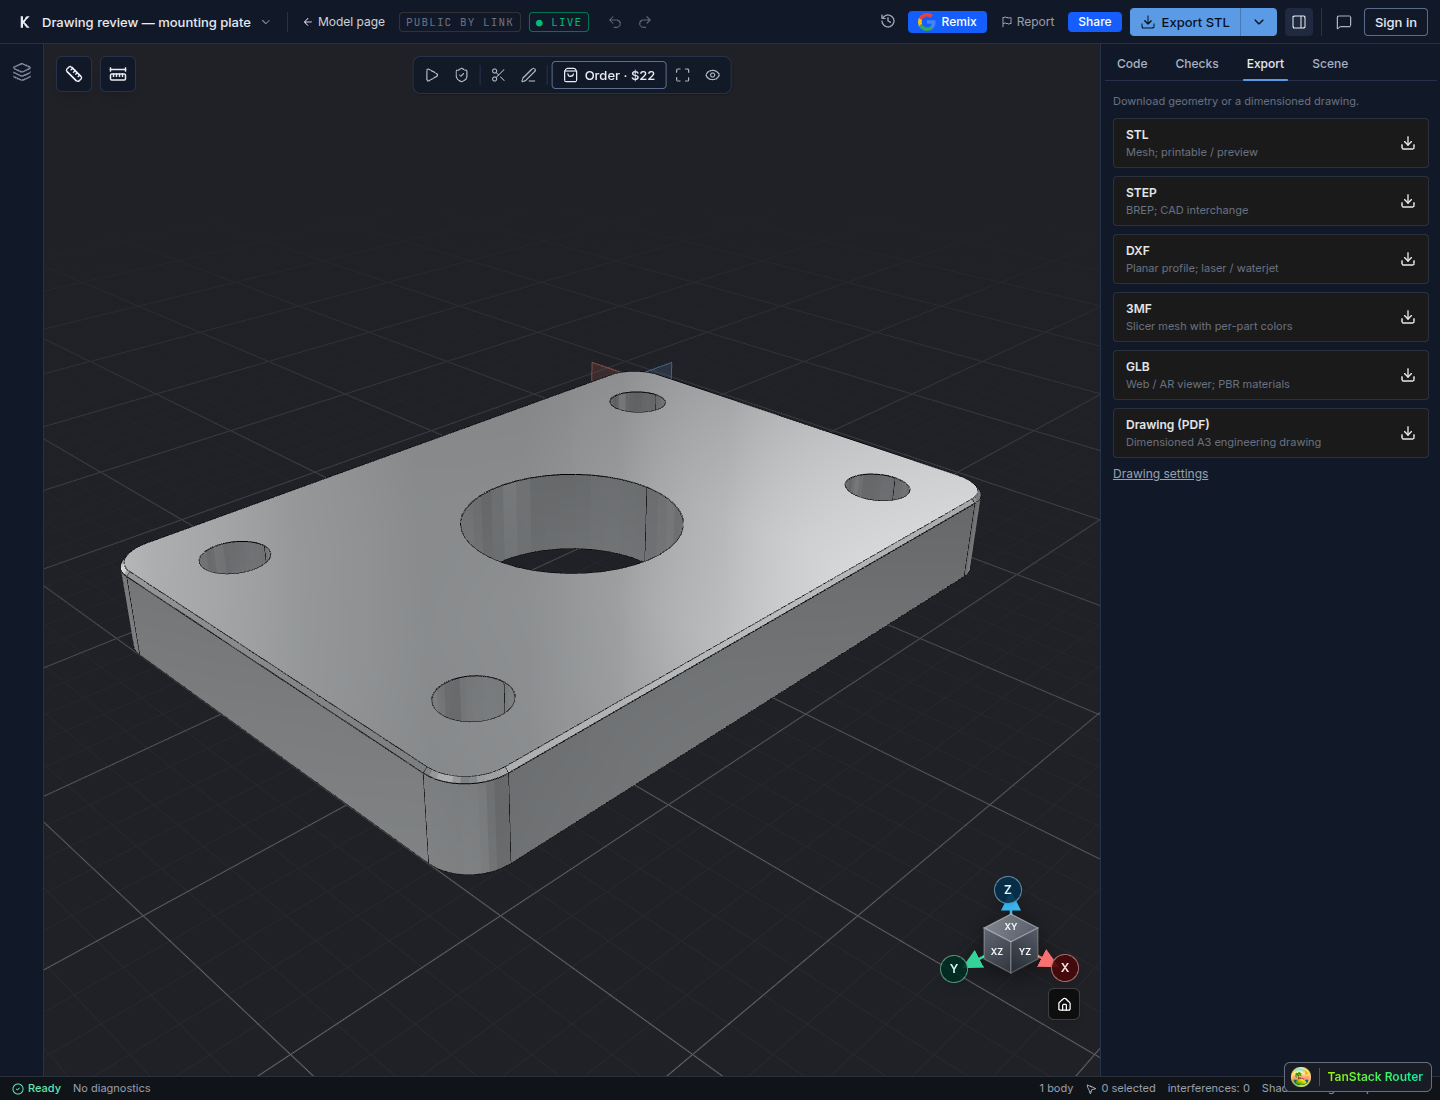 Drawing review — mounting plate
Model page
PUBLIC BY LINK
LIVE
Remix
Report
Share
Export STL
Sign in
Order · $22
Code
Checks
Export
Scene
Download geometry or a dimensioned drawing.
STL
Mesh; printable / preview
STEP
BREP; CAD interchange
DXF
Planar profile; laser / waterjet
3MF
Slicer mesh with per-part colors
GLB
Web / AR viewer; PBR materials
Drawing (PDF)
Dimensioned A3 engineering drawing
Drawing settings
Z
XY
XZ
YZ
Y
X
Ready
No diagnostics
1 body
0 selected
interferences: 0
TanStack Router